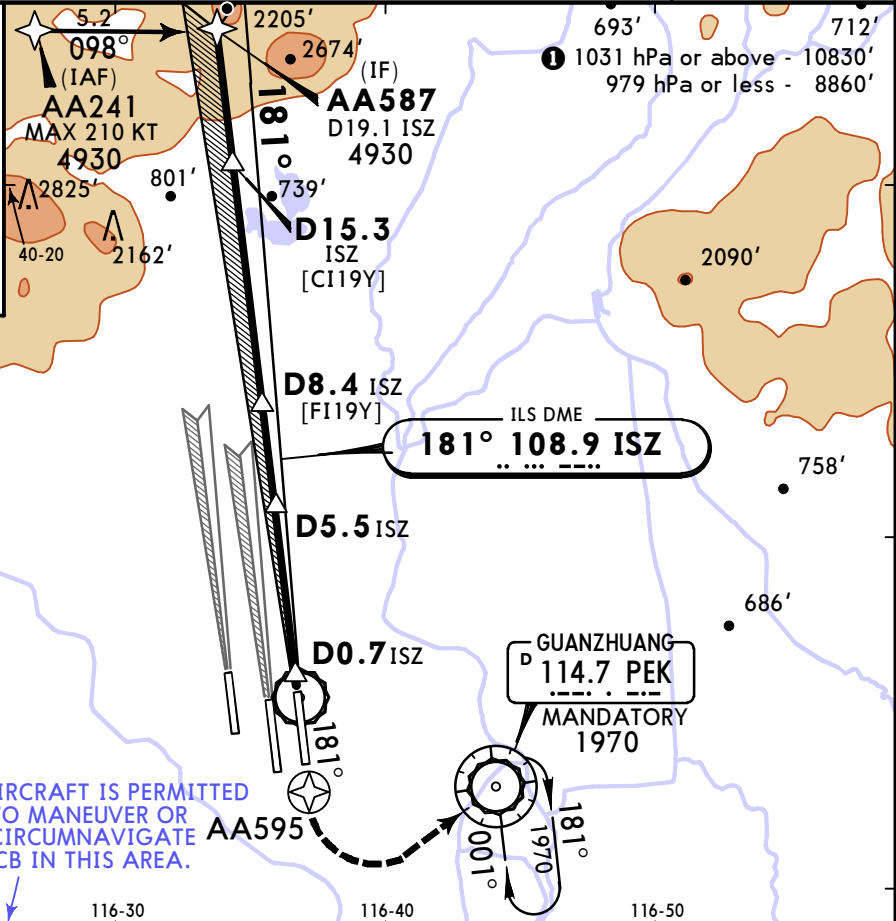 5.2
098°
(IAF)
AA241
MAX 210 KT
4930
2205′
2674′
(IF)
AA587
D19.1 ISZ
4930
693′
712′
1 1031 hPa or above - 10830′
979 hPa or less - 8860′
181°
2825′
801′
739′
40-20
2162′
D15.3
ISZ
[CI19Y]
2090′
D8.4 ISZ
[FI19Y]
ILS DME
181° 108.9 ISZ
758′
D5.5 ISZ
686′
D0.7 ISZ
GUANZHUANG
D 114.7 PEK
MANDATORY
1970
181°
AA595
IRCRAFT IS PERMITTED
TO MANEUVER OR
CIRCUMNAVIGATE
CB IN THIS AREA.
001°
1970
181°
116-30
116-40
116-50